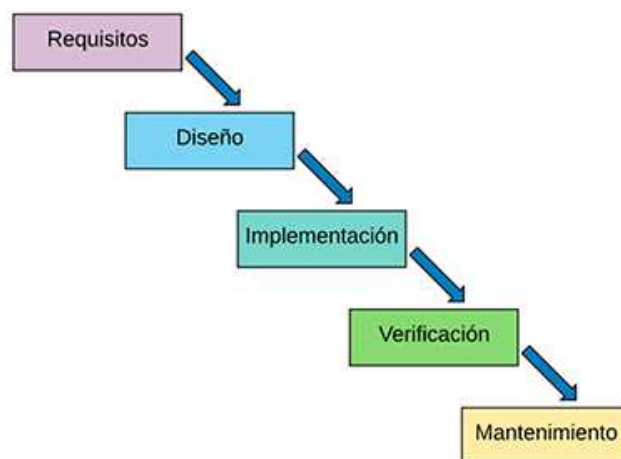 Requisitos
Diseño
Implementación
Verificación
Mantenimiento